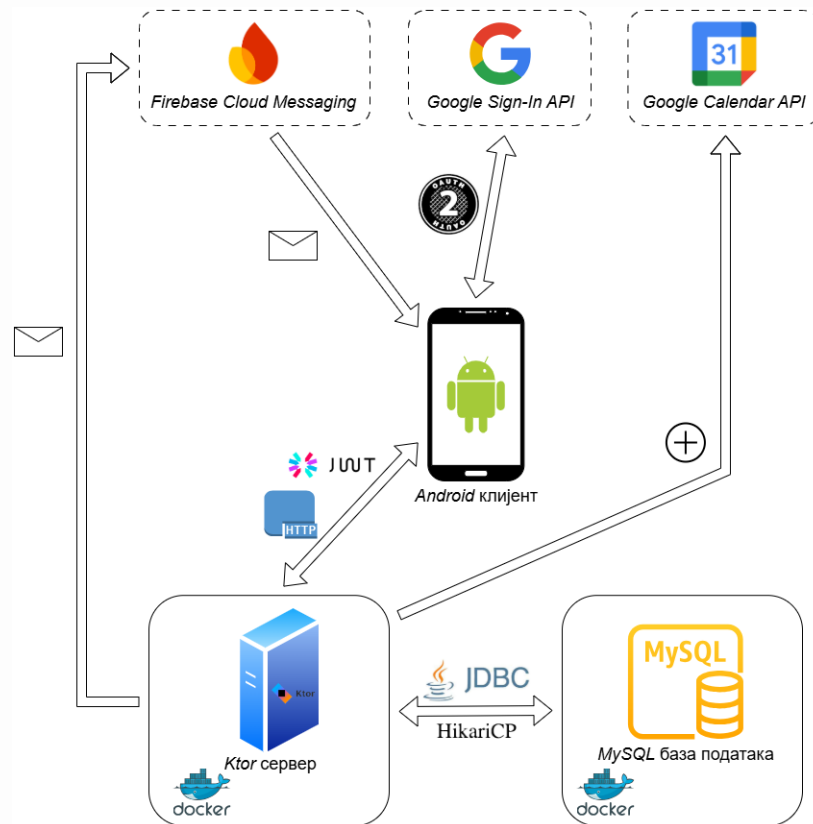 Firebase Cloud Messaging
Google Sign-In API
31
Google Calendar API
OAUTH
2
OAUTH
JWT
HTTP
Android клијент
Ktor
Ktor сервер
docker
JDBC
HikariCP
MySQL
MySQL база података
docker